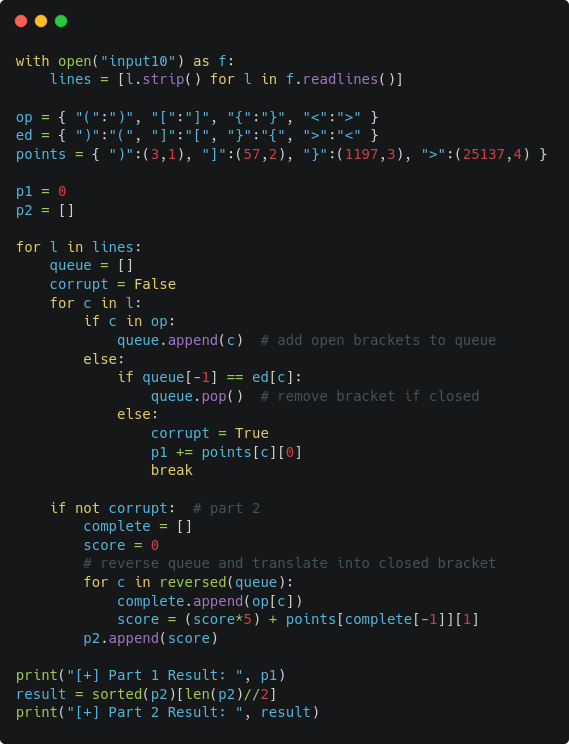 with open("input10") as f:
    lines = [l.strip() for l in f.readlines()]

op = { "(":")", "[":"]", "{":"}", "<":">" }
ed = { ")":"(", "]":"[", "}":"{", ">":"<" }
points = { ")":(3,1), "]":(57,2), "}":(1197,3), ">":(25137,4) }

p1 = 0
p2 = []

for l in lines:
    queue = []
    corrupt = False
    for c in l:
        if c in op:
            queue.append(c)  # add open brackets to queue
        else:
            if queue[-1] == ed[c]:
                queue.pop()  # remove bracket if closed
            else:
                corrupt = True
                p1 += points[c][0]
                break

    if not corrupt:  # part 2
        complete = []
        score = 0
        # reverse queue and translate into closed bracket
        for c in reversed(queue):
            complete.append(op[c])
            score = (score*5) + points[complete[-1]][1]
        p2.append(score)

print("[+] Part 1 Result: ", p1)
result = sorted(p2)[len(p2)//2]
print("[+] Part 2 Result: ", result)